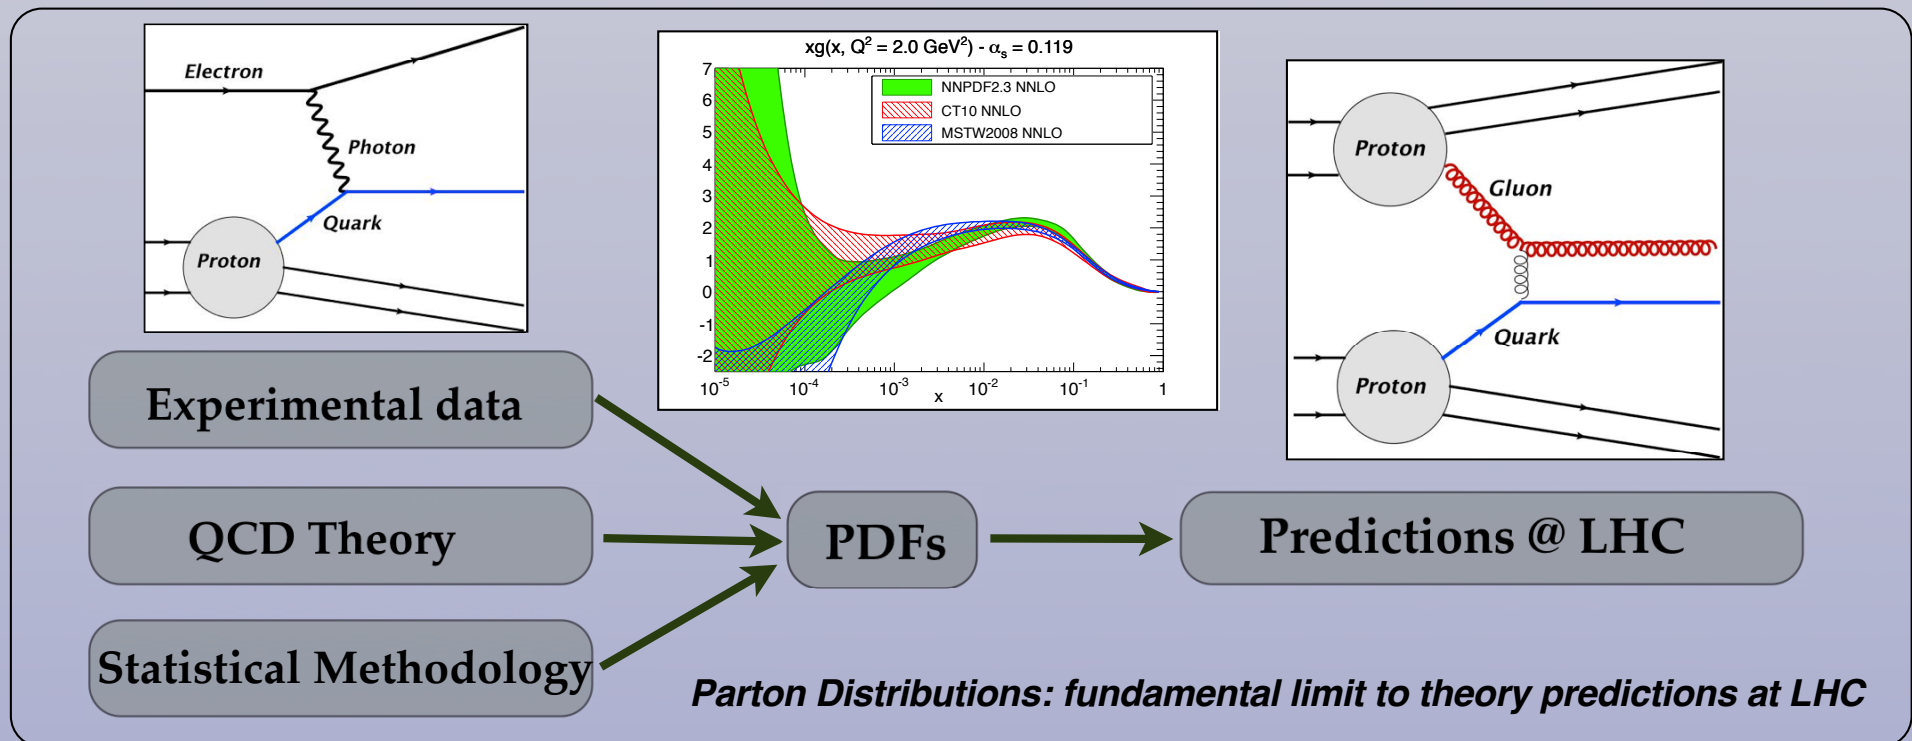 Electron
Photon
Quark
Proton
xg(x, Q² = 2.0 GeV²) - αₛ = 0.119
NNPDF2.3 NNLO
CT10 NNLO
MSTW2008 NNLO
7
6
5
4
3
2
1
0
-1
-2
10⁻⁵ 10⁻⁴ 10⁻³ 10⁻² 10⁻¹ 1
x
Proton
Gluon
Quark
Proton
Experimental data
QCD Theory
Statistical Methodology
PDFs
Predictions @ LHC
Parton Distributions: fundamental limit to theory predictions at LHC